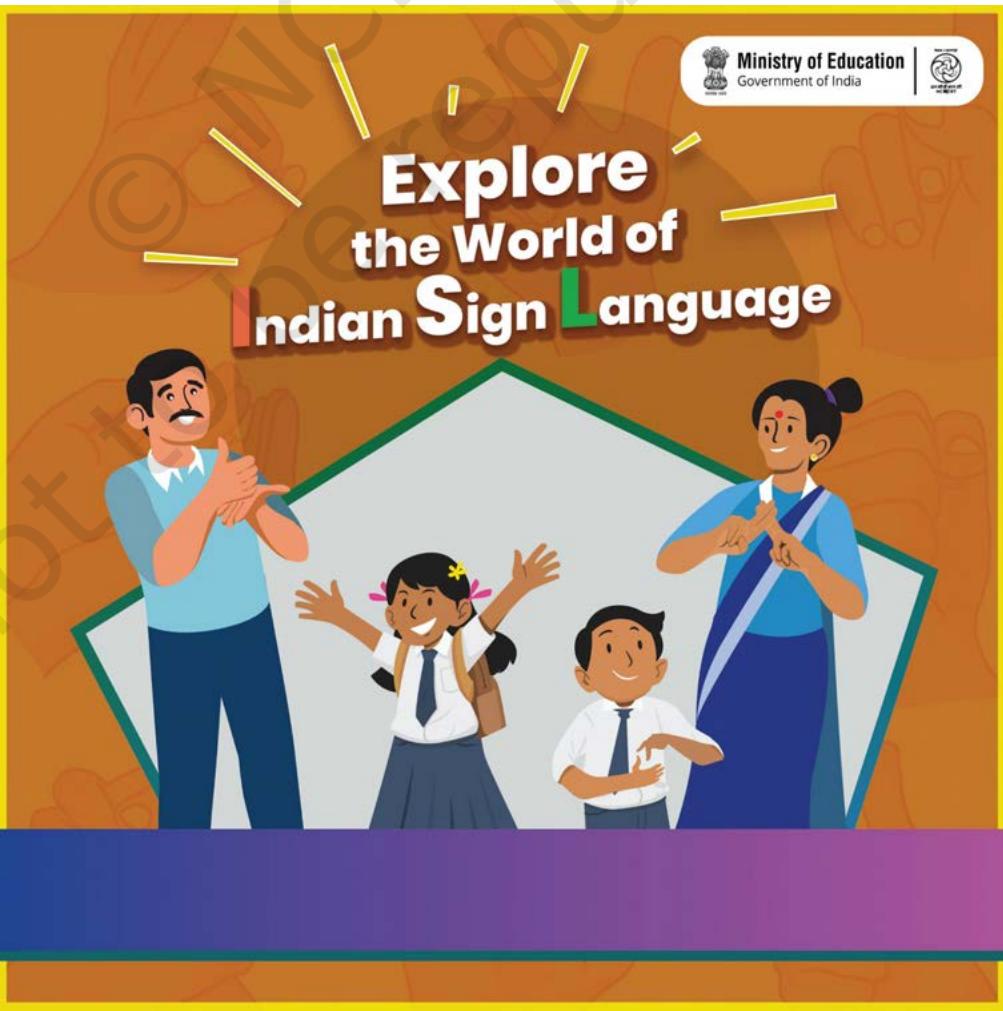 Ministry of Education
Government of India
Explore
the World of
Indian Sign Language